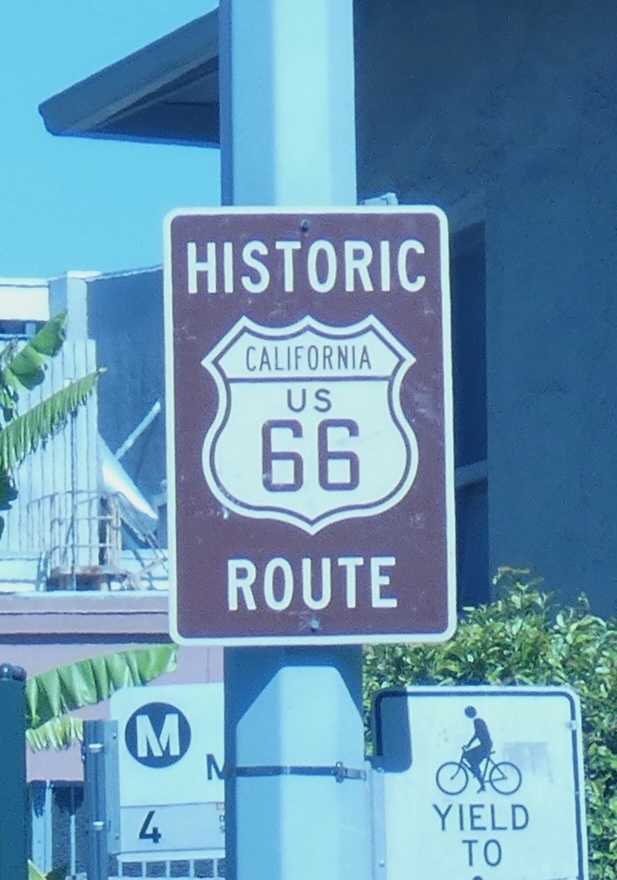 HISTORIC
CALIFORNIA
US
66
ROUTE
M
M
4
YIELD
TO